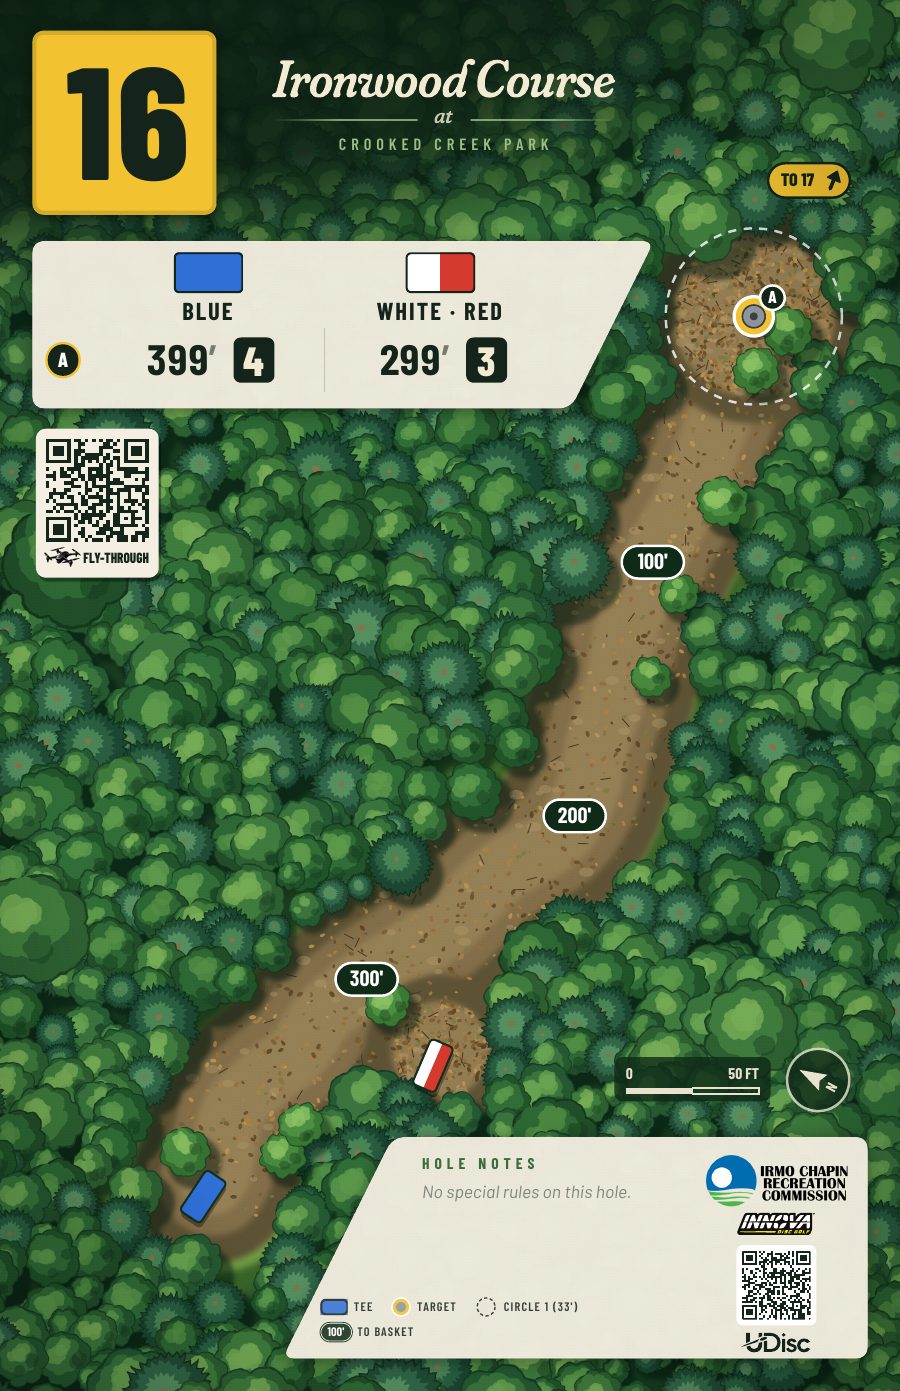 16
Ironwood Course
at
CROOKED CREEK PARK
TO 17
BLUE
WHITE · RED
A
399' 4
299' 3
A
FLY-THROUGH
100'
200'
300'
0 50 FT
N
HOLE NOTES
No special rules on this hole.
IRMO CHAPIN
RECREATION
COMMISSION
INNOVA
DISC GOLF
TEE
TARGET
CIRCLE 1 (33')
100' TO BASKET
UDisc